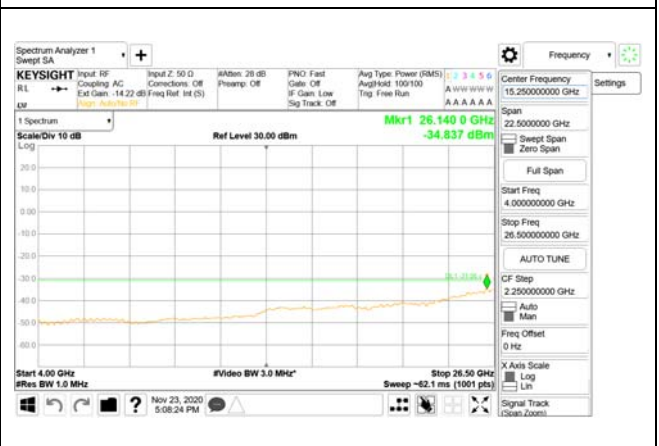 Spectrum Analyzer 1
Swept SA
+
Frequency
KEYSIGHT
RL
Input: RF
Coupling: AC
Ext Gain: -14.22 dB
Align: Auto/No RF
Input Z: 50 Ω
Corrections: Off
Freq Ref: Int (S)
#Atten: 28 dB
Preamp: Off
PNO: Fast
Gate: Off
IF Gain: Low
Sig Track: Off
Avg Type: Power (RMS)
Avg|Hold: 100/100
Trig: Free Run
1 2 3 4 5 6
A W W W W W
A A A A A A
1 Spectrum
Scale/Div 10 dB
Ref Level 30.00 dBm
Mkr1 26.140 0 GHz
-34.837 dBm
Log
20.0
10.0
0.00
-10.0
-20.0
-30.0
-40.0
-50.0
-60.0
Start 4.00 GHz
#Video BW 3.0 MHz*
Stop 26.50 GHz
#Res BW 1.0 MHz
Sweep ~62.1 ms (1001 pts)
Nov 23, 2020
5:08:24 PM
?
Center Frequency
15.250000000 GHz
Settings
Span
22.5000000 GHz
Swept Span
Zero Span
Full Span
Start Freq
4.000000000 GHz
Stop Freq
26.500000000 GHz
AUTO TUNE
CF Step
2.250000000 GHz
Auto
Man
Freq Offset
0 Hz
X Axis Scale
Log
Lin
Signal Track
(Span Zoom)